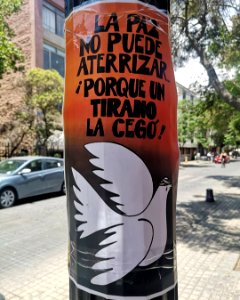 LA PAZ
NO PUEDE
ATERRIZAR
¡PORQUE UN
TIRANO
LA CEGÓ!